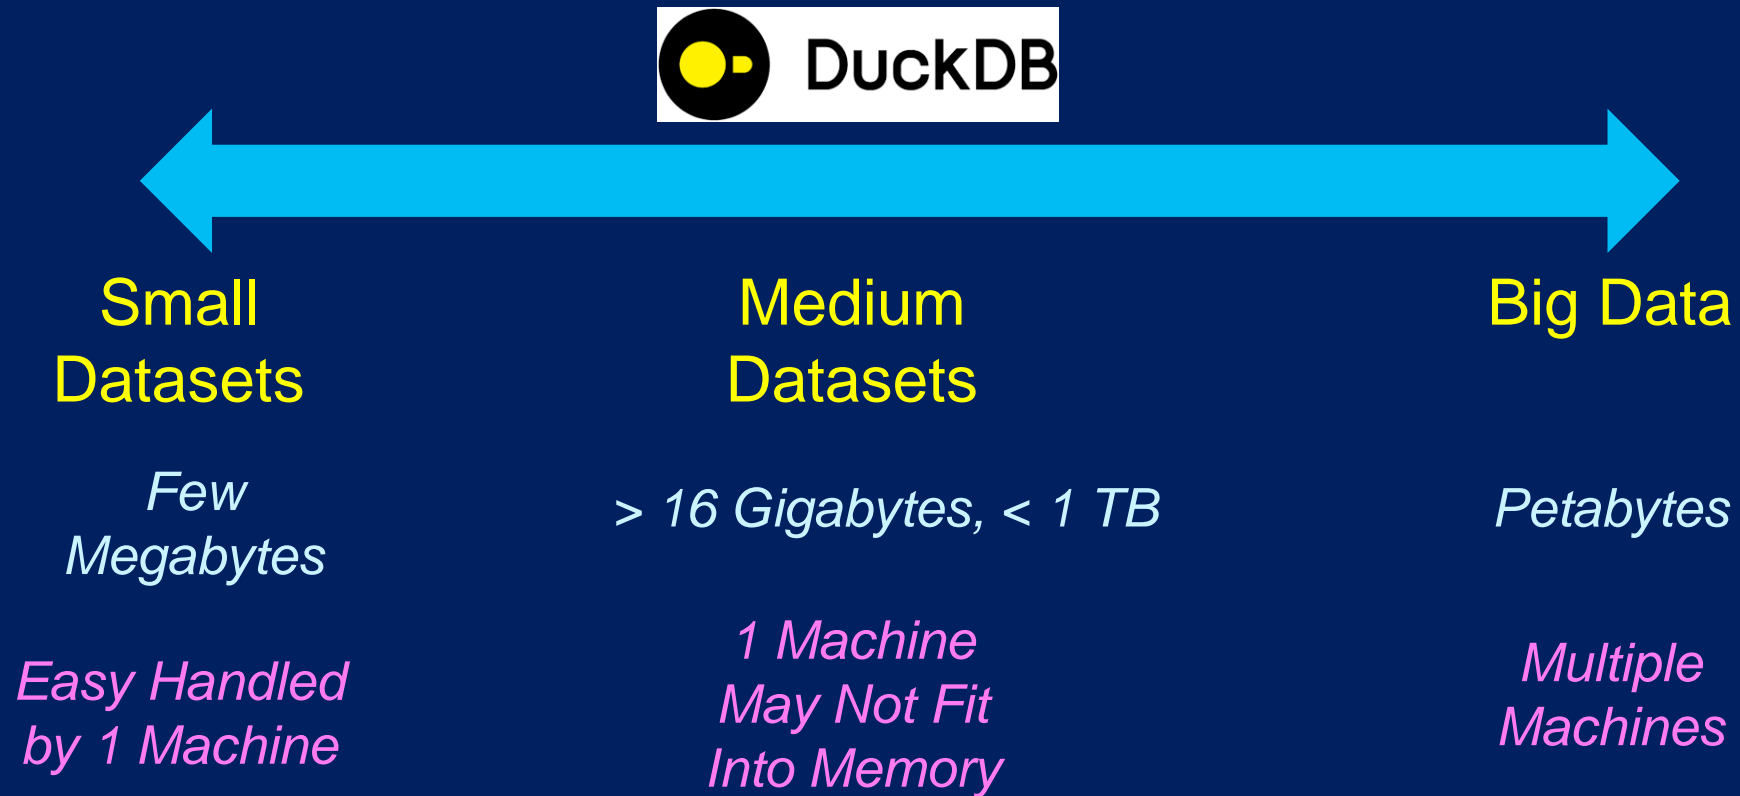 DuckDB
Small
Datasets
Medium
Datasets
Big Data
Few
Megabytes
> 16 Gigabytes, < 1 TB
Petabytes
Easy Handled
by 1 Machine
1 Machine
May Not Fit
Into Memory
Multiple
Machines